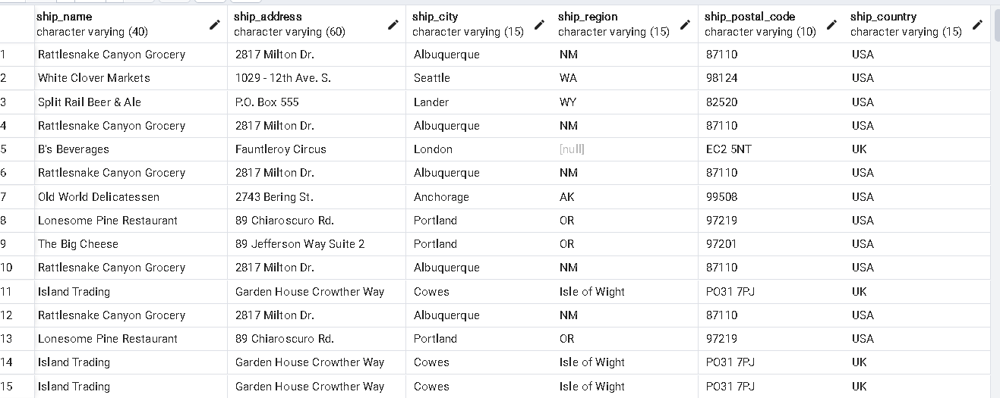 ship_name ship_address ship_city ship_region ship_postal_code ship_country
character varying (40) character varying (60) character varying (15) character varying (15) character varying (10) character varying (15)
1 Rattlesnake Canyon Grocery 2817 Milton Dr. Albuquerque NM 87110 USA
2 White Clover Markets 1029 - 12th Ave. S. Seattle WA 98124 USA
3 Split Rail Beer & Ale P.O. Box 555 Lander WY 82520 USA
4 Rattlesnake Canyon Grocery 2817 Milton Dr. Albuquerque NM 87110 USA
5 B's Beverages Fauntleroy Circus London [null] EC2 5NT UK
6 Rattlesnake Canyon Grocery 2817 Milton Dr. Albuquerque NM 87110 USA
7 Old World Delicatessen 2743 Bering St. Anchorage AK 99508 USA
8 Lonesome Pine Restaurant 89 Chiaroscuro Rd. Portland OR 97219 USA
9 The Big Cheese 89 Jefferson Way Suite 2 Portland OR 97201 USA
10 Rattlesnake Canyon Grocery 2817 Milton Dr. Albuquerque NM 87110 USA
11 Island Trading Garden House Crowther Way Cowes Isle of Wight PO31 7PJ UK
12 Rattlesnake Canyon Grocery 2817 Milton Dr. Albuquerque NM 87110 USA
13 Lonesome Pine Restaurant 89 Chiaroscuro Rd. Portland OR 97219 USA
14 Island Trading Garden House Crowther Way Cowes Isle of Wight PO31 7PJ UK
15 Island Trading Garden House Crowther Way Cowes Isle of Wight PO31 7PJ UK